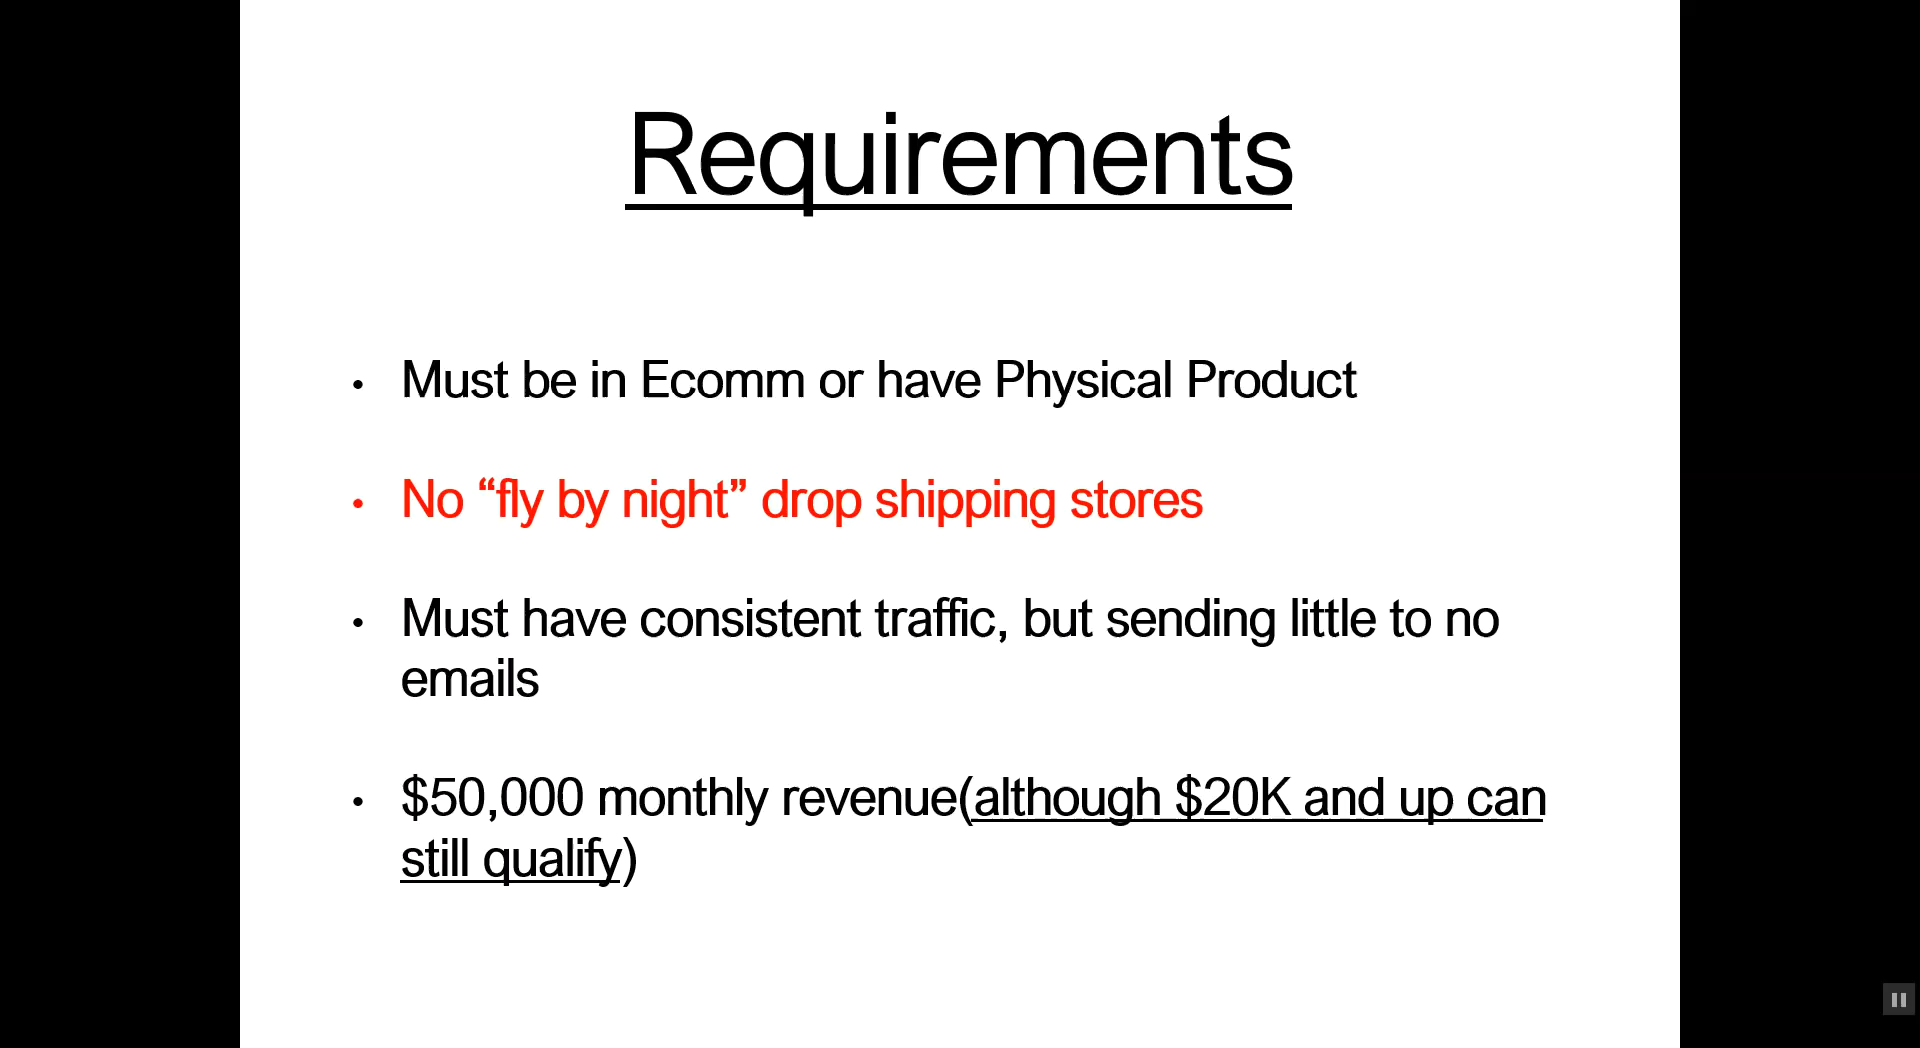 Requirements
• Must be in Ecomm or have Physical Product
• No “fly by night” drop shipping stores
• Must have consistent traffic, but sending little to no
emails
• $50,000 monthly revenue(although $20K and up can
still qualify)